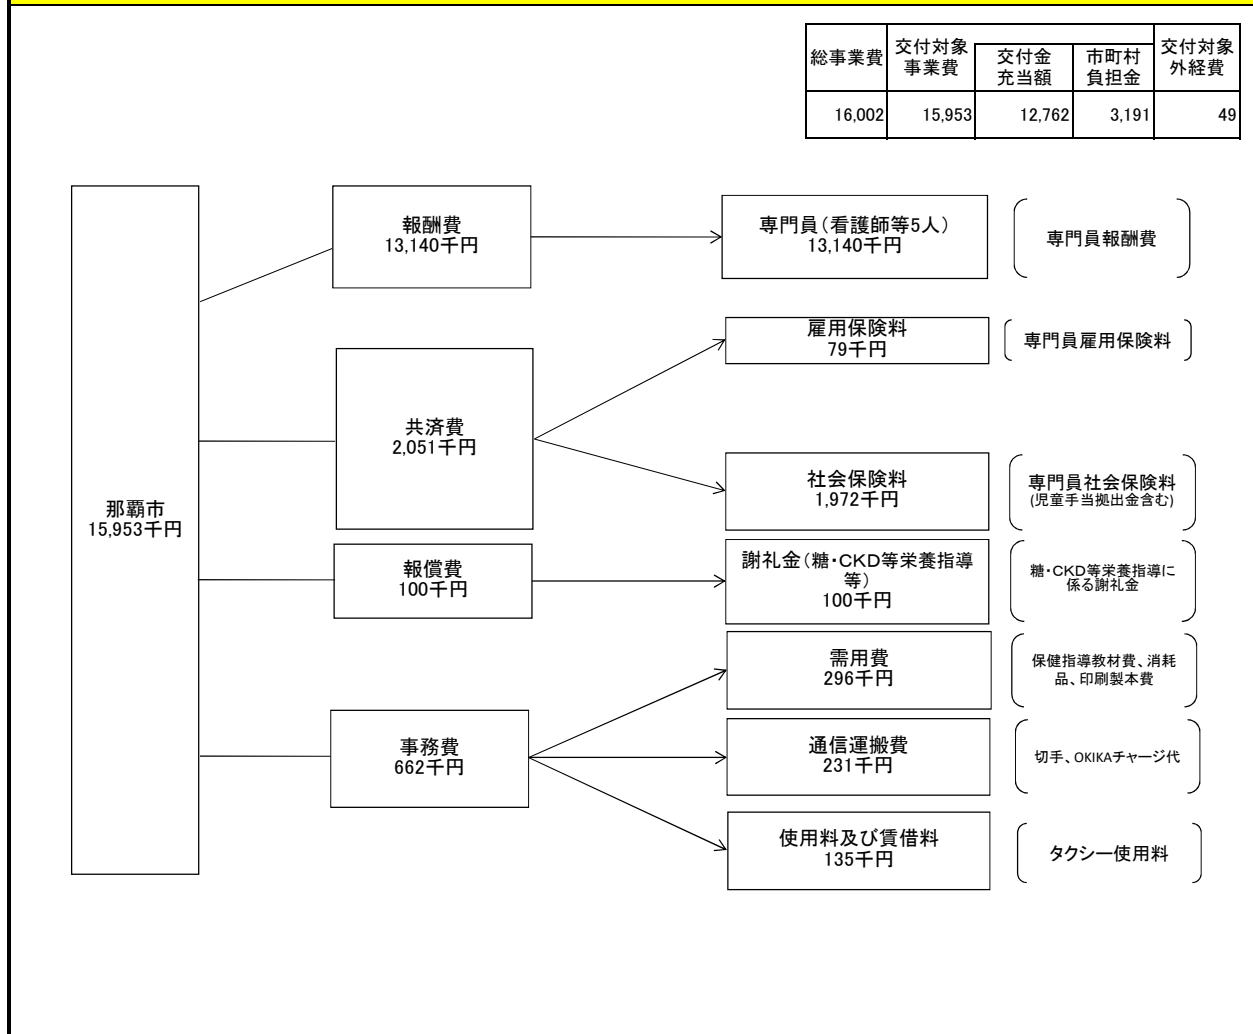 総事業費
交付対象
事業費
交付金
充当額
市町村
負担金
交付対象
外経費
16,002
15,953
12,762
3,191
49
那覇市
15,953千円
報酬費
13,140千円
専門員（看護師等5人）
13,140千円
専門員報酬費
共済費
2,051千円
雇用保険料
79千円
専門員雇用保険料
社会保険料
1,972千円
専門員社会保険料
(児童手当拠出金含む)
報償費
100千円
謝礼金（糖・CKD等栄養指導
等）
100千円
糖・CKD等栄養指導に
係る謝礼金
事務費
662千円
需用費
296千円
保健指導教材費、消耗
品、印刷製本費
通信運搬費
231千円
切手、OKIKAチャージ代
使用料及び賃借料
135千円
タクシー使用料